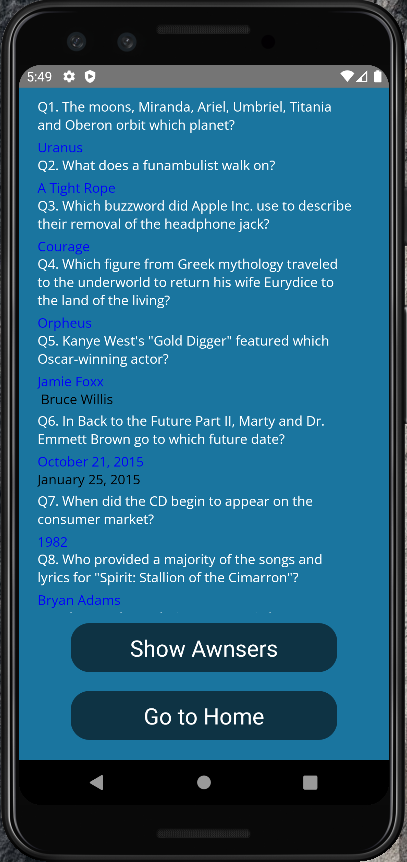 5:49
Q1. The moons, Miranda, Ariel, Umbriel, Titania
and Oberon orbit which planet?
Uranus
Q2. What does a funambulist walk on?
A Tight Rope
Q3. Which buzzword did Apple Inc. use to describe
their removal of the headphone jack?
Courage
Q4. Which figure from Greek mythology traveled
to the underworld to return his wife Eurydice to
the land of the living?
Orpheus
Q5. Kanye West's "Gold Digger" featured which
Oscar-winning actor?
Jamie Foxx
Bruce Willis
Q6. In Back to the Future Part II, Marty and Dr.
Emmett Brown go to which future date?
October 21, 2015
January 25, 2015
Q7. When did the CD begin to appear on the
consumer market?
1982
Q8. Who provided a majority of the songs and
lyrics for "Spirit: Stallion of the Cimarron"?
Bryan Adams
Show Awnsers
Go to Home